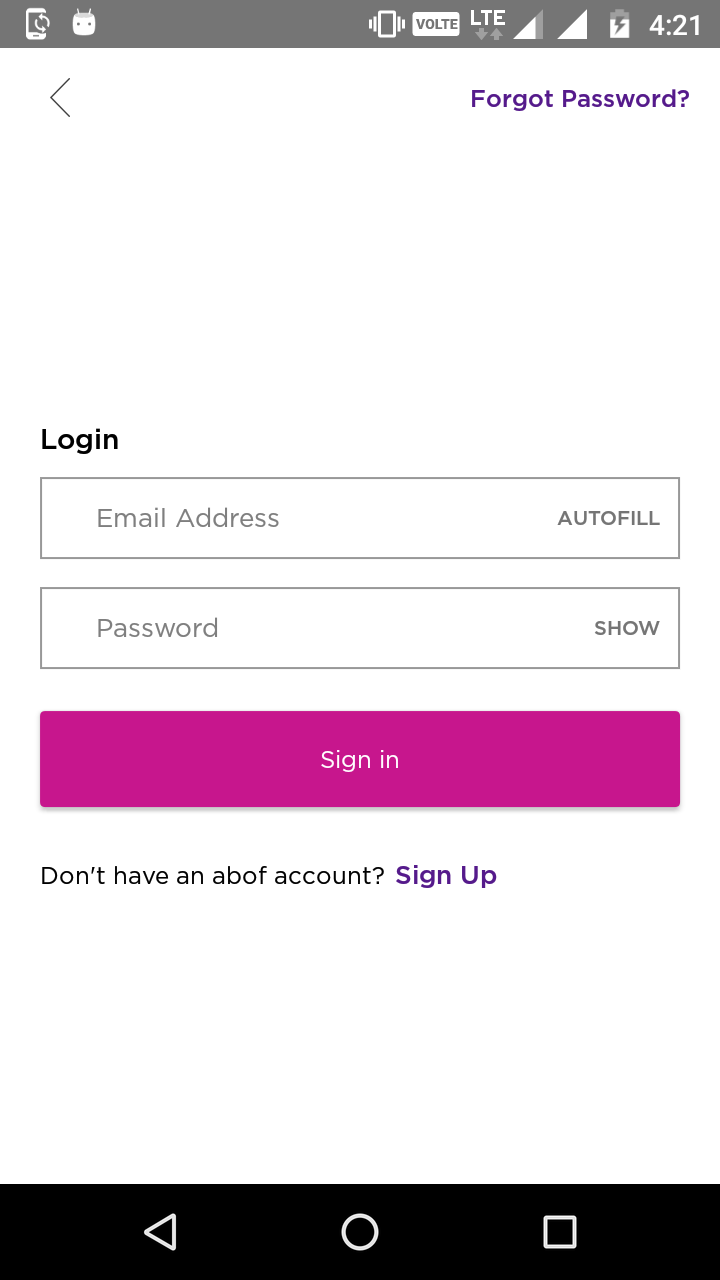 VOLTE LTE 4:21
Forgot Password?
Login
Email Address AUTOFILL
Password SHOW
Sign in
Don't have an abof account? Sign Up